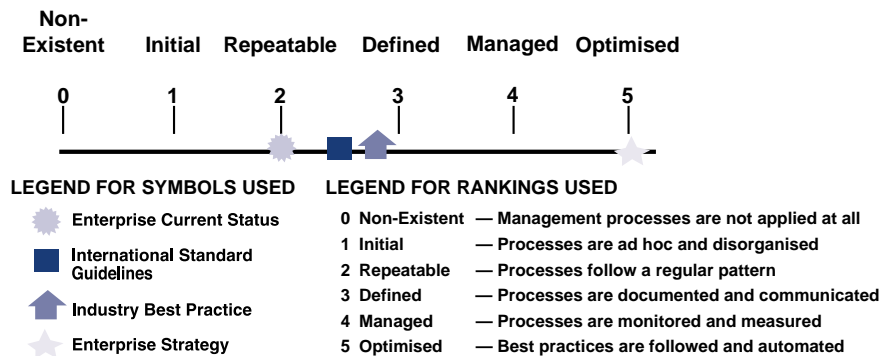 Non-
Existent Initial Repeatable Defined Managed Optimised
0 1 2 3 4 5
LEGEND FOR SYMBOLS USED
Enterprise Current Status
International Standard
Guidelines
Industry Best Practice
Enterprise Strategy
LEGEND FOR RANKINGS USED
0 Non-Existent — Management processes are not applied at all
1 Initial — Processes are ad hoc and disorganised
2 Repeatable — Processes follow a regular pattern
3 Defined — Processes are documented and communicated
4 Managed — Processes are monitored and measured
5 Optimised — Best practices are followed and automated